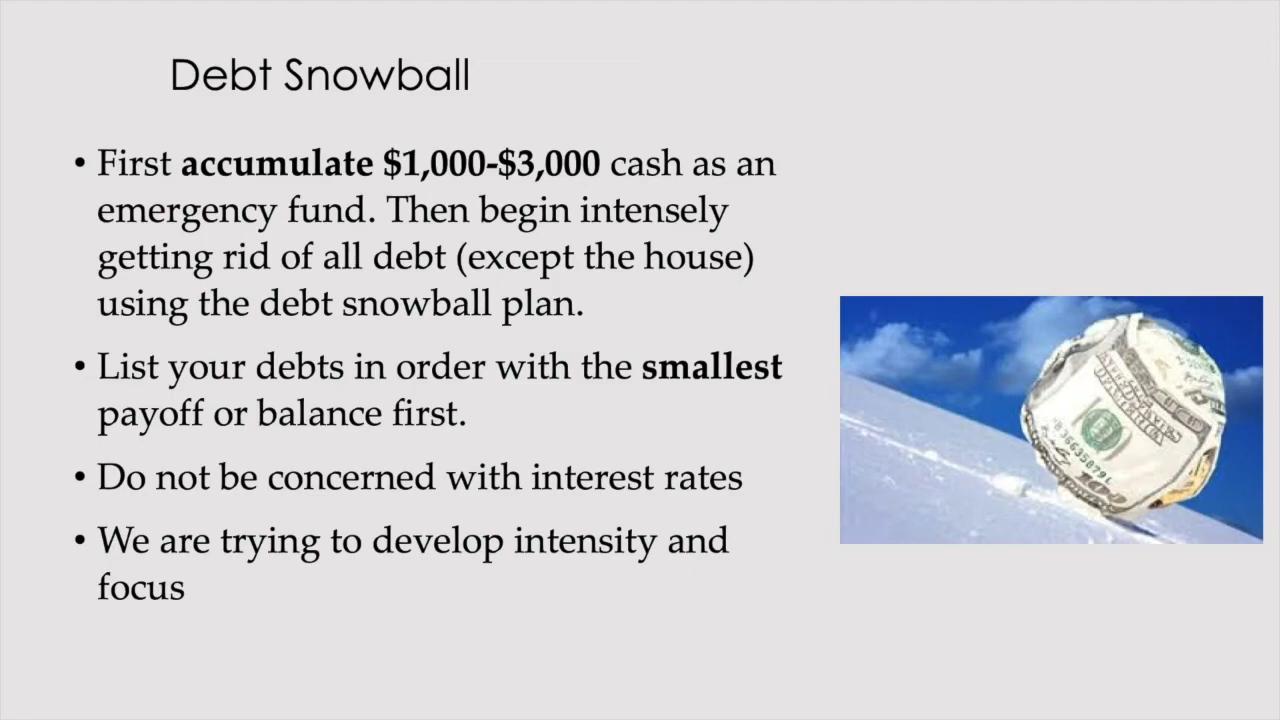 Debt Snowball
• First accumulate $1,000-$3,000 cash as an
emergency fund. Then begin intensely
getting rid of all debt (except the house)
using the debt snowball plan.
• List your debts in order with the smallest
payoff or balance first.
• Do not be concerned with interest rates
• We are trying to develop intensity and
focus